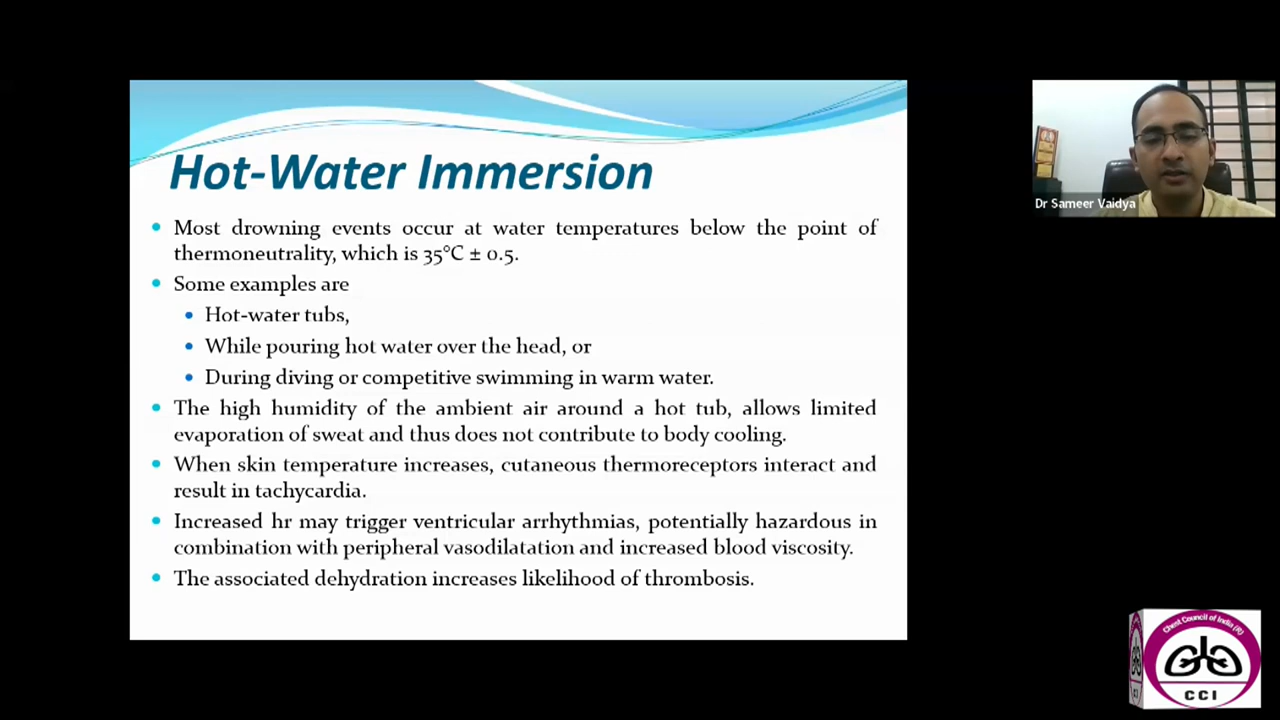 Hot-Water Immersion
Most drowning events occur at water temperatures below the point of
thermoneutrality, which is 35°C ± 0.5.
Some examples are
Hot-water tubs,
While pouring hot water over the head, or
During diving or competitive swimming in warm water.
The high humidity of the ambient air around a hot tub, allows limited
evaporation of sweat and thus does not contribute to body cooling.
When skin temperature increases, cutaneous thermoreceptors interact and
result in tachycardia.
Increased hr may trigger ventricular arrhythmias, potentially hazardous in
combination with peripheral vasodilatation and increased blood viscosity.
The associated dehydration increases likelihood of thrombosis.
Dr Sameer Vaidya
Chest Council of India (R)
CCI